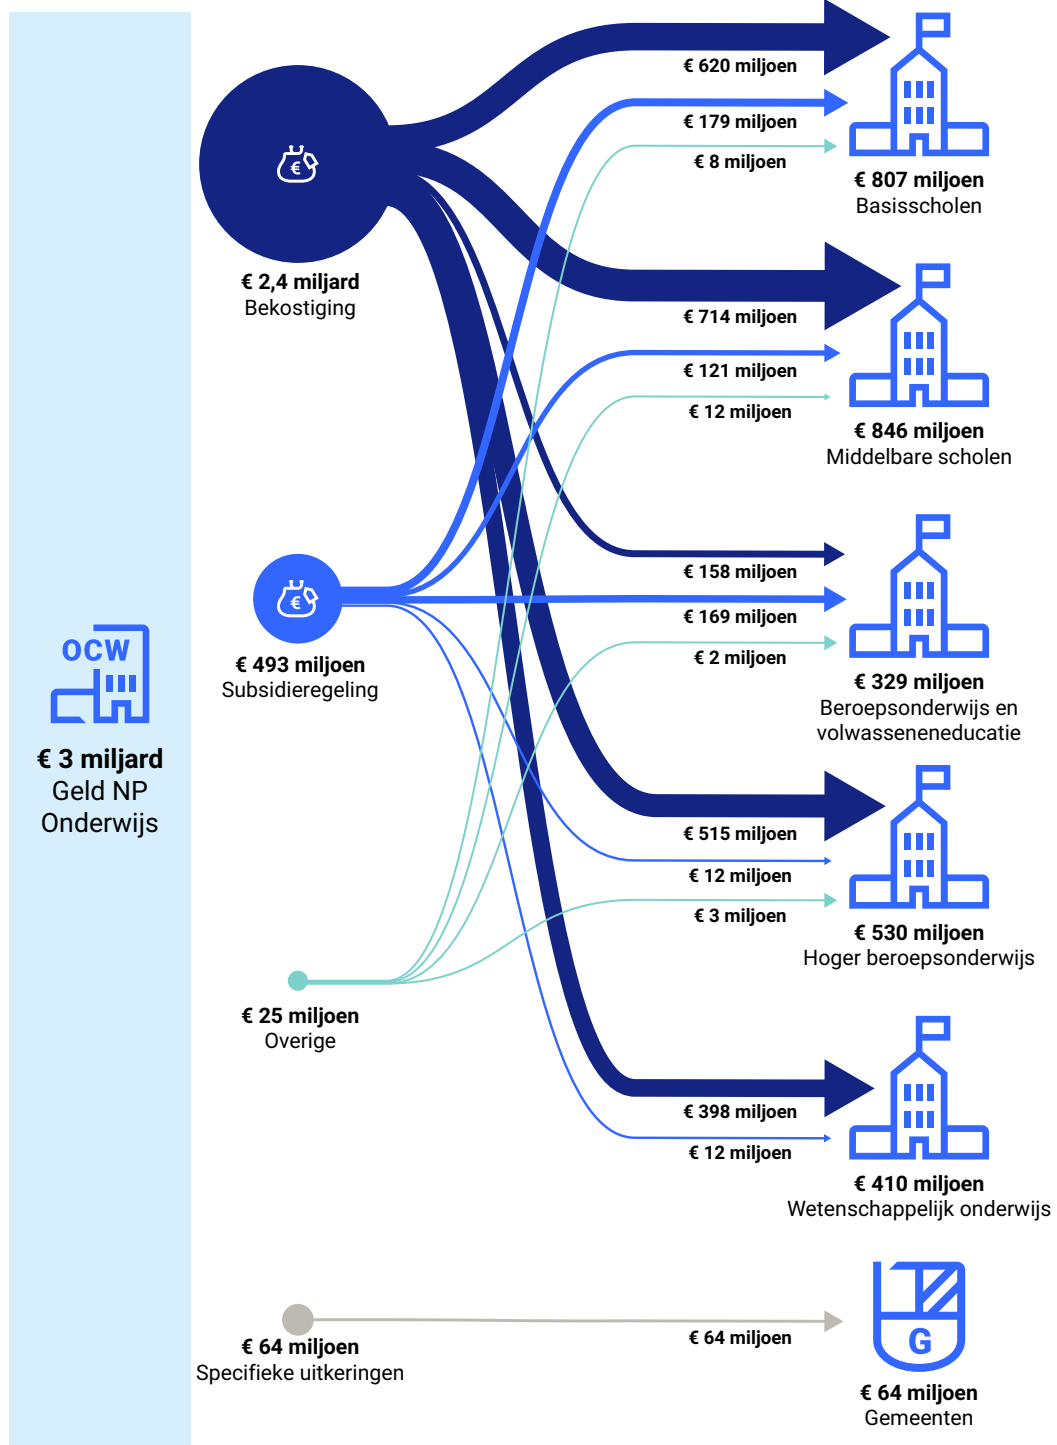 OCW
€ 3 miljard
Geld NP
Onderwijs
€
€ 2,4 miljard
Bekostiging
€
€ 493 miljoen
Subsidieregeling
€ 25 miljoen
Overige
€ 64 miljoen
Specifieke uitkeringen
€ 620 miljoen
€ 179 miljoen
€ 8 miljoen
€ 807 miljoen
Basisscholen
€ 714 miljoen
€ 121 miljoen
€ 12 miljoen
€ 846 miljoen
Middelbare scholen
€ 158 miljoen
€ 169 miljoen
€ 2 miljoen
€ 329 miljoen
Beroepsonderwijs en
volwasseneneducatie
€ 515 miljoen
€ 12 miljoen
€ 3 miljoen
€ 530 miljoen
Hoger beroepsonderwijs
€ 398 miljoen
€ 12 miljoen
€ 410 miljoen
Wetenschappelijk onderwijs
€ 64 miljoen
G
€ 64 miljoen
Gemeenten